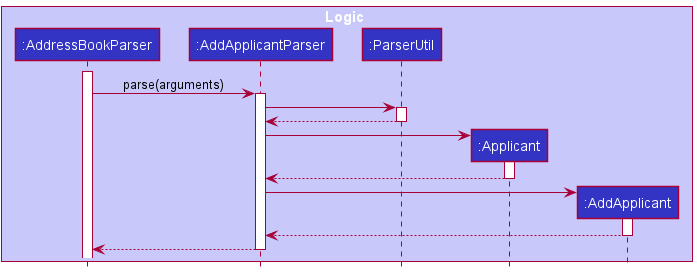 Logic
:AddressBookParser
:AddApplicantParser
:ParserUtil
parse(arguments)
:Applicant
:AddApplicant